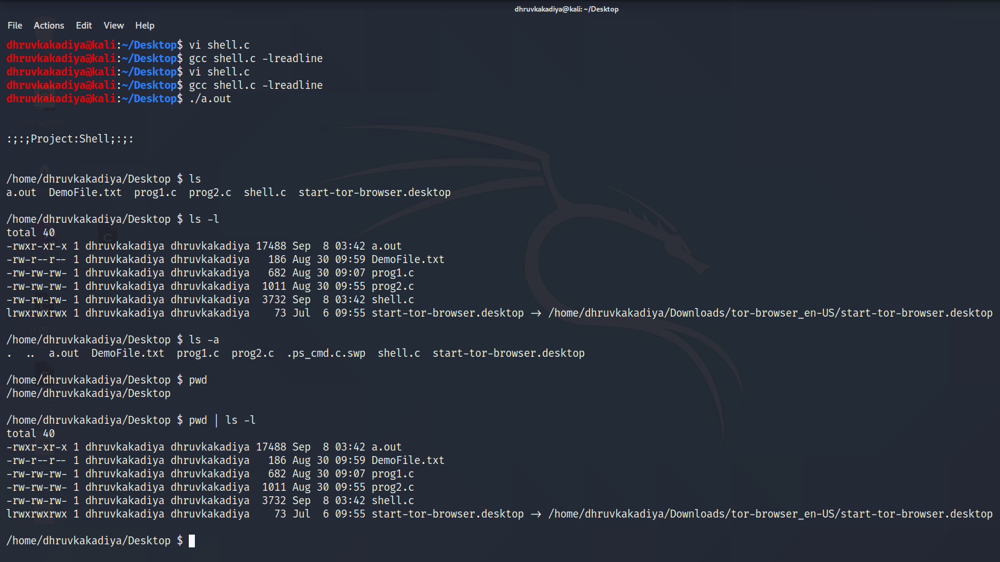 dhruvkakadiya@kali: ~/Desktop
File Actions Edit View Help
dhruvkakadiya@kali:~/Desktop$ vi shell.c
dhruvkakadiya@kali:~/Desktop$ gcc shell.c -lreadline
dhruvkakadiya@kali:~/Desktop$ vi shell.c
dhruvkakadiya@kali:~/Desktop$ gcc shell.c -lreadline
dhruvkakadiya@kali:~/Desktop$ ./a.out
File System
:;:;Project:Shell;:;:
/home/dhruvkakadiya/Desktop $ ls
a.out  DemoFile.txt  prog1.c  prog2.c  shell.c  start-tor-browser.desktop
/home/dhruvkakadiya/Desktop $ ls -l
total 40
-rwxr-xr-x 1 dhruvkakadiya dhruvkakadiya 17488 Sep  8 03:42 a.out
-rw-r--r-- 1 dhruvkakadiya dhruvkakadiya   186 Aug 30 09:59 DemoFile.txt
-rw-rw-rw- 1 dhruvkakadiya dhruvkakadiya   682 Aug 30 09:07 prog1.c
-rw-rw-rw- 1 dhruvkakadiya dhruvkakadiya  1011 Aug 30 09:55 prog2.c
-rw-rw-rw- 1 dhruvkakadiya dhruvkakadiya  3732 Sep  8 03:42 shell.c
lrwxrwxrwx 1 dhruvkakadiya dhruvkakadiya    73 Jul  6 09:55 start-tor-browser.desktop -> /home/dhruvkakadiya/Downloads/tor-browser_en-US/start-tor-browser.desktop
/home/dhruvkakadiya/Desktop $ ls -a
.  ..  a.out  DemoFile.txt  prog1.c  prog2.c  .ps_cmd.c.swp  shell.c  start-tor-browser.desktop
/home/dhruvkakadiya/Desktop $ pwd
/home/dhruvkakadiya/Desktop
/home/dhruvkakadiya/Desktop $ pwd | ls -l
total 40
-rwxr-xr-x 1 dhruvkakadiya dhruvkakadiya 17488 Sep  8 03:42 a.out
-rw-r--r-- 1 dhruvkakadiya dhruvkakadiya   186 Aug 30 09:59 DemoFile.txt
-rw-rw-rw- 1 dhruvkakadiya dhruvkakadiya   682 Aug 30 09:07 prog1.c
-rw-rw-rw- 1 dhruvkakadiya dhruvkakadiya  1011 Aug 30 09:55 prog2.c
-rw-rw-rw- 1 dhruvkakadiya dhruvkakadiya  3732 Sep  8 03:42 shell.c
lrwxrwxrwx 1 dhruvkakadiya dhruvkakadiya    73 Jul  6 09:55 start-tor-browser.desktop -> /home/dhruvkakadiya/Downloads/tor-browser_en-US/start-tor-browser.desktop
/home/dhruvkakadiya/Desktop $